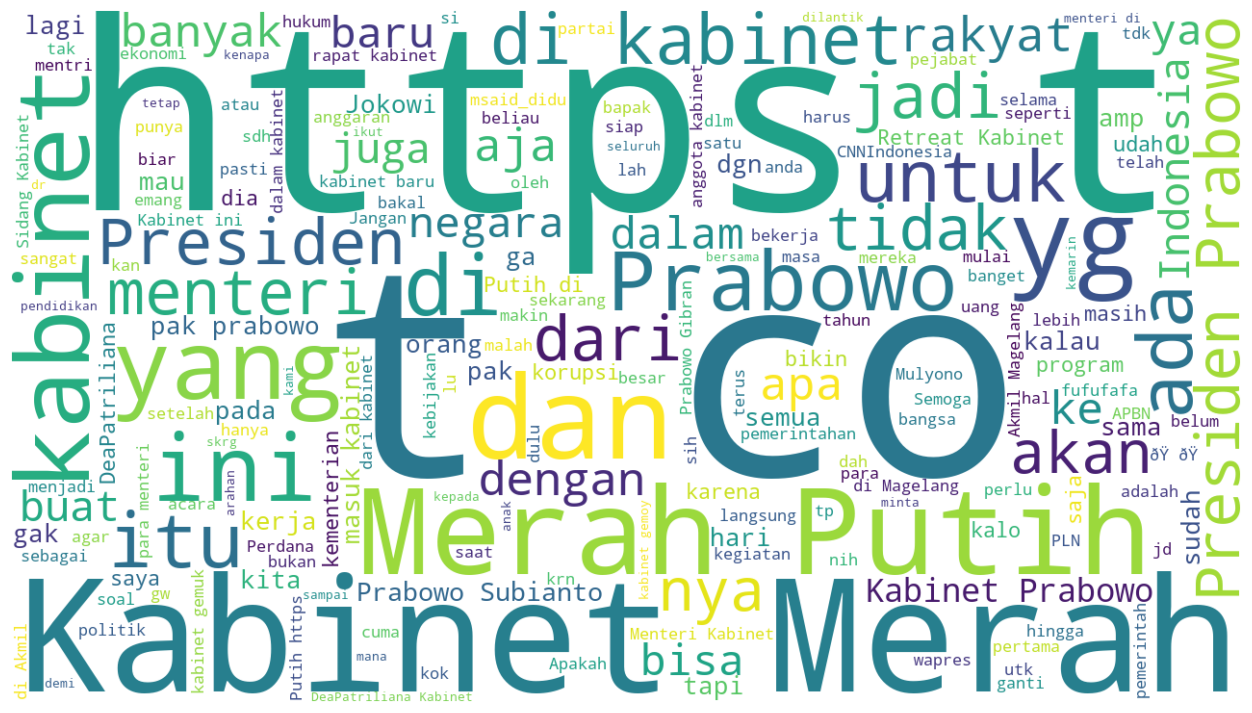 lagi
banyak
hukum
baru
si
di kabinet
partai
dilantik
rakyat
menteri di
tdk
ya
tak
mentri
ekonomi
kenapa
rapat kabinet
pejabat
https t
kabinet
tetap
atau
dalam kabinet
Jokowi
anggaran
ikut
msaid_didu
beliau
bapak
siap
seluruh
lah
dlm
satu
anggota kabinet
harus
jadi
selama
seperti
amp
Indonesia
Presiden Prabowo
punya
sdh
juga
aja
Retreat Kabinet
udah
telah
CNNIndonesia
biar
pasti
emang
mau
dia
kabinet baru
oleh
dgn
anda
untuk
Sidang Kabinet
dr
Kabinet ini
bakal
Jangan
negara
sangat
kan
Presiden
ga
dalam
bekerja
tidak
yg
bersama
masa
mereka
mulai
banget
kemarin
ada
pendidikan
menteri
di
Putih di
sekarang
makin
Prabowo
DeaPatriliana
kami
pak prabowo
orang
malah
dari
Prabowo Gibran
tahun
uang
lebih
masih
Akmil Magelang
yang
t co
dari kabinet
kebijakan
lu
pak
korupsi
besar
bikin
kalau
program
setelah
pada
masuk kabinet
dulu
dan
apa
terus
Mulyono
Semoga
bangsa
hal
fufufafa
ke
APBN
belum
hanya
skrg
semua
pemerintahan
sama
ini
dengan
sih
dah
akan
ðŸ ðŸ
menjadi
para menteri
acara
arahan
kementerian
kepada
anak
karena
para
di Magelang
minta
perlu
adalah
saja
sudah
buat
itu
kerja
Merah Putih
langsung
tp
gak
agar
Perdana
saat
hari
kalo
PLN
sebagai
bukan
kabinet gemoy
kegiatan
nih
jd
Kabinet Merah
saya
kita
krn
Prabowo Subianto
nya
Kabinet Prabowo
di Akmil
soal
kabinet gemuk
gw
Putih https
sampai
cuma
Menteri Kabinet
hingga
pemerintah
politik
mana
wapres
pertama
utk
demi
kok
Apakah
bisa
tapi
ganti
DeaPatriliana Kabinet